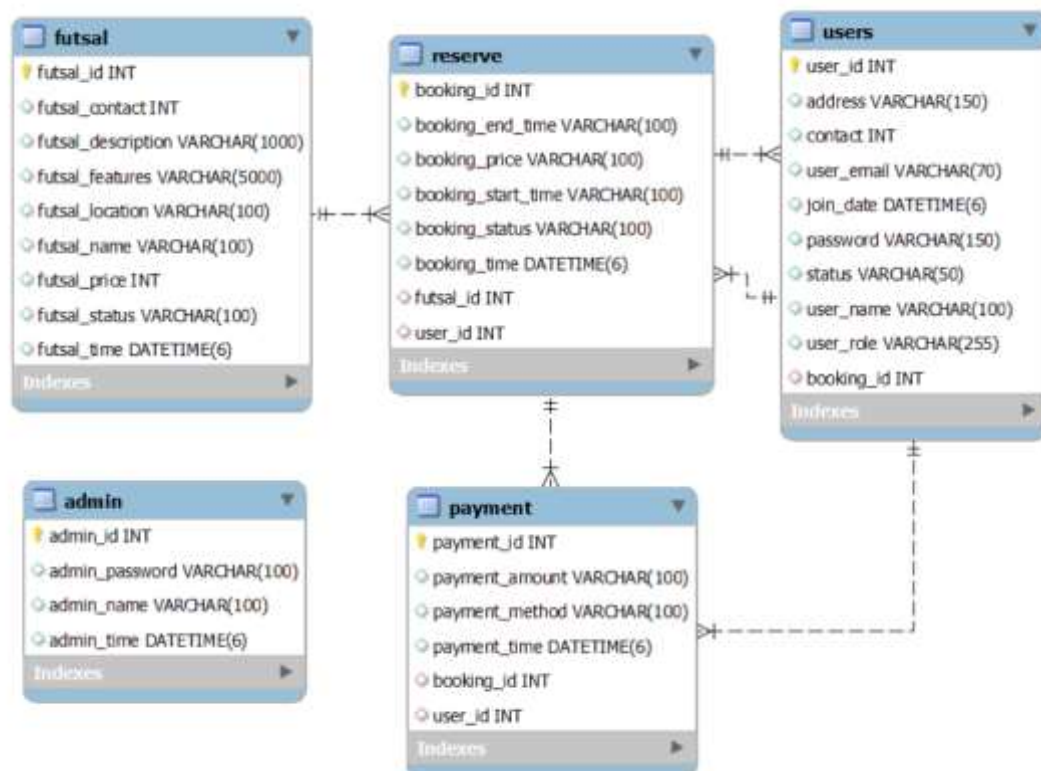 futsal
futsal_id INT
futsal_contact INT
futsal_description VARCHAR(1000)
futsal_features VARCHAR(5000)
futsal_location VARCHAR(100)
futsal_name VARCHAR(100)
futsal_price INT
futsal_status VARCHAR(100)
futsal_time DATETIME(6)
Indexes
reserve
booking_id INT
booking_end_time VARCHAR(100)
booking_price VARCHAR(100)
booking_start_time VARCHAR(100)
booking_status VARCHAR(100)
booking_time DATETIME(6)
futsal_id INT
user_id INT
Indexes
users
user_id INT
address VARCHAR(150)
contact INT
user_email VARCHAR(70)
join_date DATETIME(6)
password VARCHAR(150)
status VARCHAR(50)
user_name VARCHAR(100)
user_role VARCHAR(255)
booking_id INT
Indexes
admin
admin_id INT
admin_password VARCHAR(100)
admin_name VARCHAR(100)
admin_time DATETIME(6)
Indexes
payment
payment_id INT
payment_amount VARCHAR(100)
payment_method VARCHAR(100)
payment_time DATETIME(6)
booking_id INT
user_id INT
Indexes